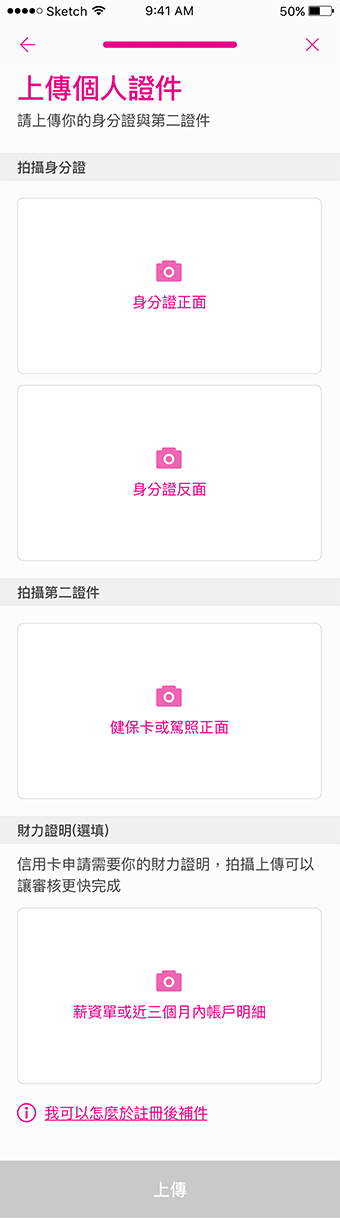 Sketch 9:41 AM 50%
上傳個人證件
請上傳你的身分證與第二證件
拍攝身分證
身分證正面
身分證反面
拍攝第二證件
健保卡或駕照正面
財力證明(選填)
信用卡申請需要你的財力證明，拍攝上傳可以
讓審核更快完成
薪資單或近三個月內帳戶明細
我可以怎麼於註冊後補件
上傳